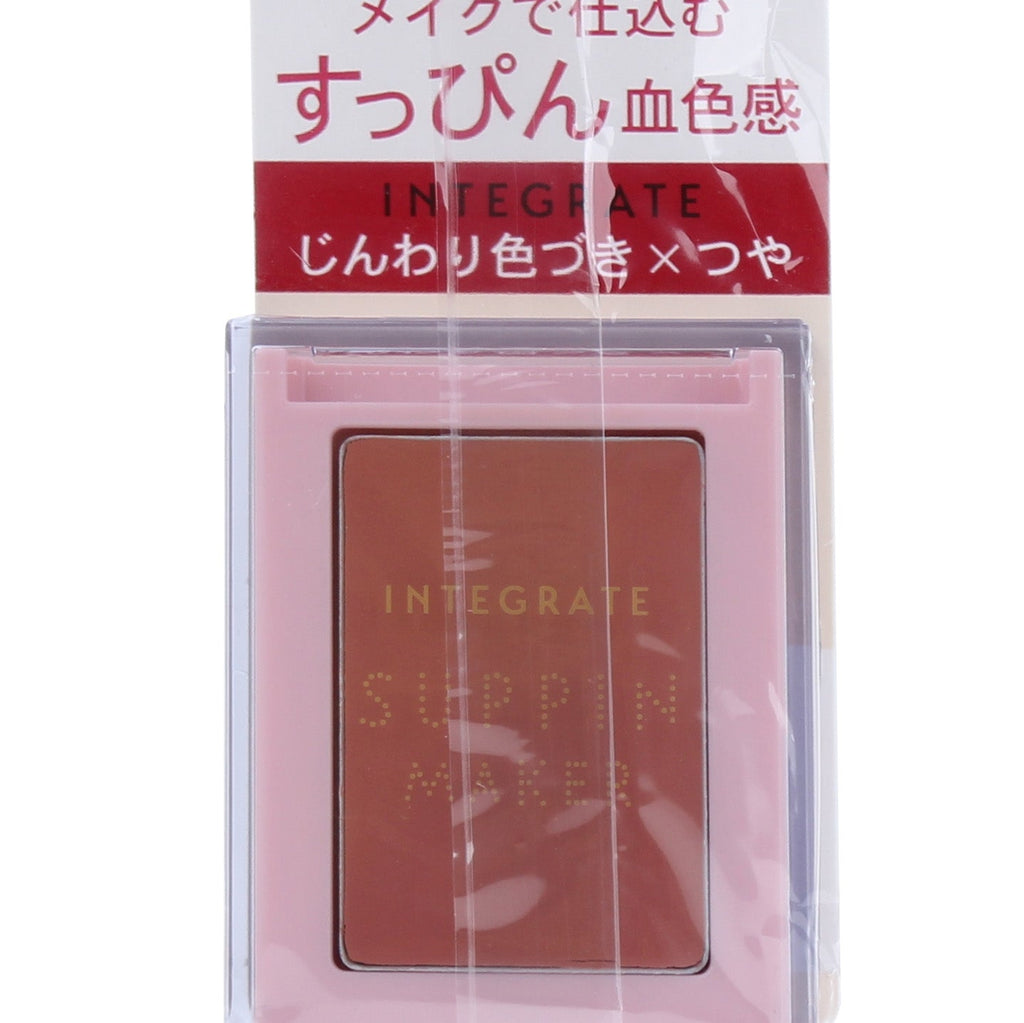 メイクで仕込む
すっぴん血色感
INTEGRATE
じんわり色づき×つや
INTEGRATE
SUPPIN
MAKER